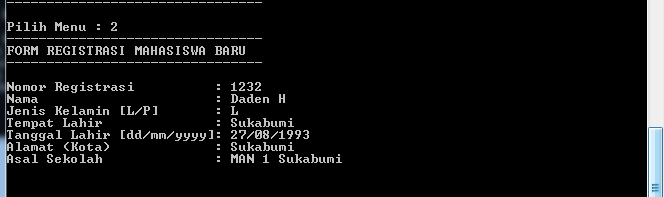 --------------------------------
Pilih Menu : 2
--------------------------------
FORM REGISTRASI MAHASISWA BARU
--------------------------------
Nomor Registrasi          : 1232
Nama                      : Daden H
Jenis Kelamin [L/P]       : L
Tempat Lahir              : Sukabumi
Tanggal Lahir [dd/mm/yyyy]: 27/08/1993
Alamat (Kota)             : Sukabumi
Asal Sekolah              : MAN 1 Sukabumi